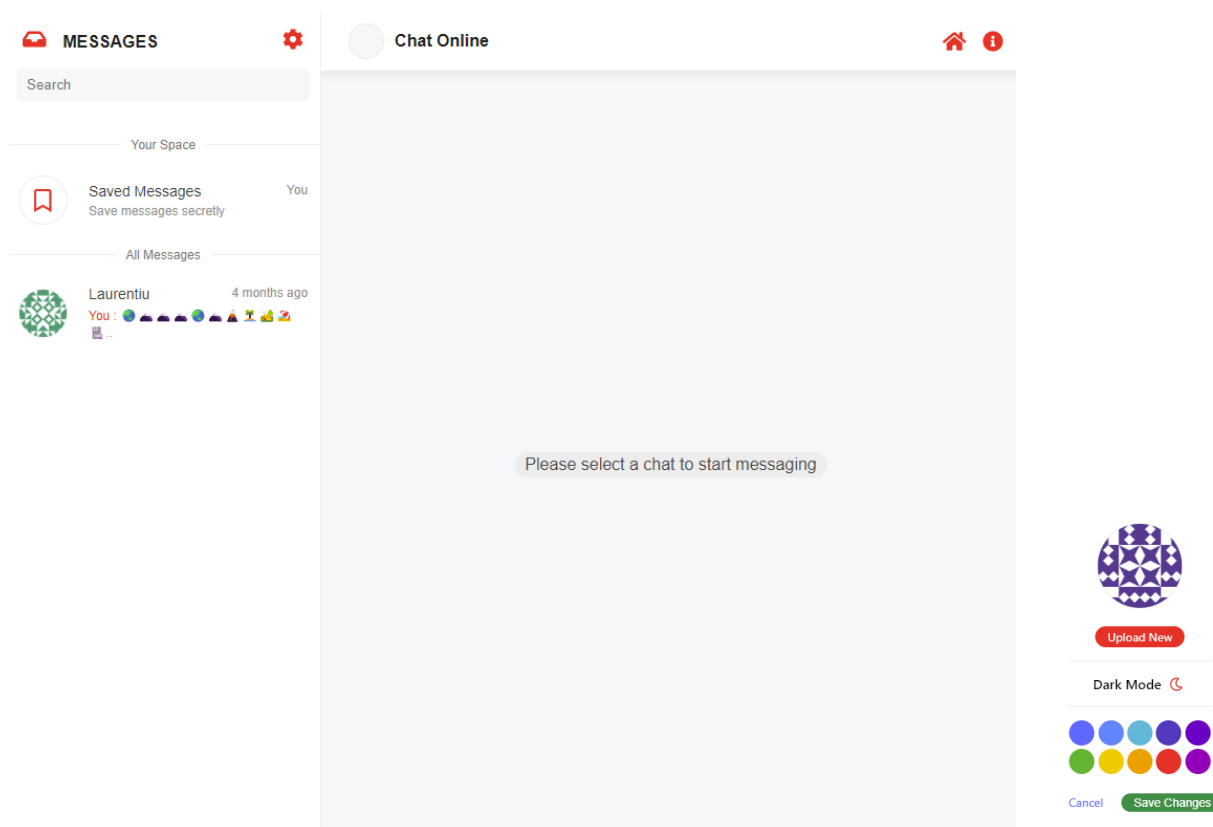 MESSAGES
Search
Your Space
Saved Messages You
Save messages secretly
All Messages
Laurentiu 4 months ago
You : 🌏 🌋 🏝 🏕 🏖
..
Chat Online
Please select a chat to start messaging
Upload New
Dark Mode
Cancel Save Changes